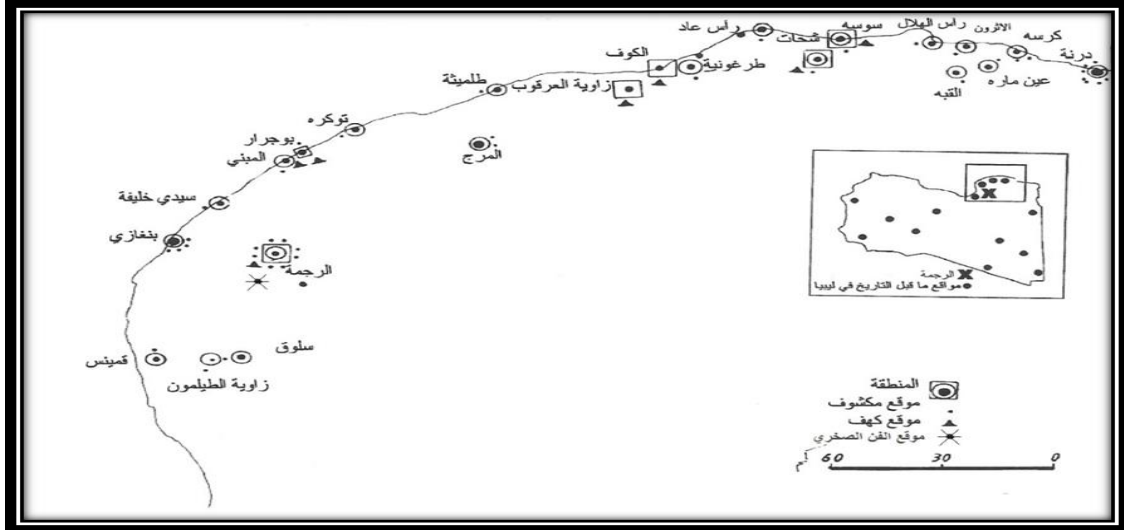 رأس عاد
سوسه
شحات
رأس الهلال
الاثرون
كرسه
درنة
عين ماره
القبه
الكوف
طرغونية
زاوية العرقوب
طلميثة
توكره
بوجرار
المبني
المرج
سيدي خليفة
بنغازي
الرجمة
قمينس
سلوق
زاوية الطيلمون
الرجمة X
مواقع ما قبل التاريخ في ليبيا
المنطقة
موقع مكشوف
موقع كهف
موقع الفن الصخري
60 30 0